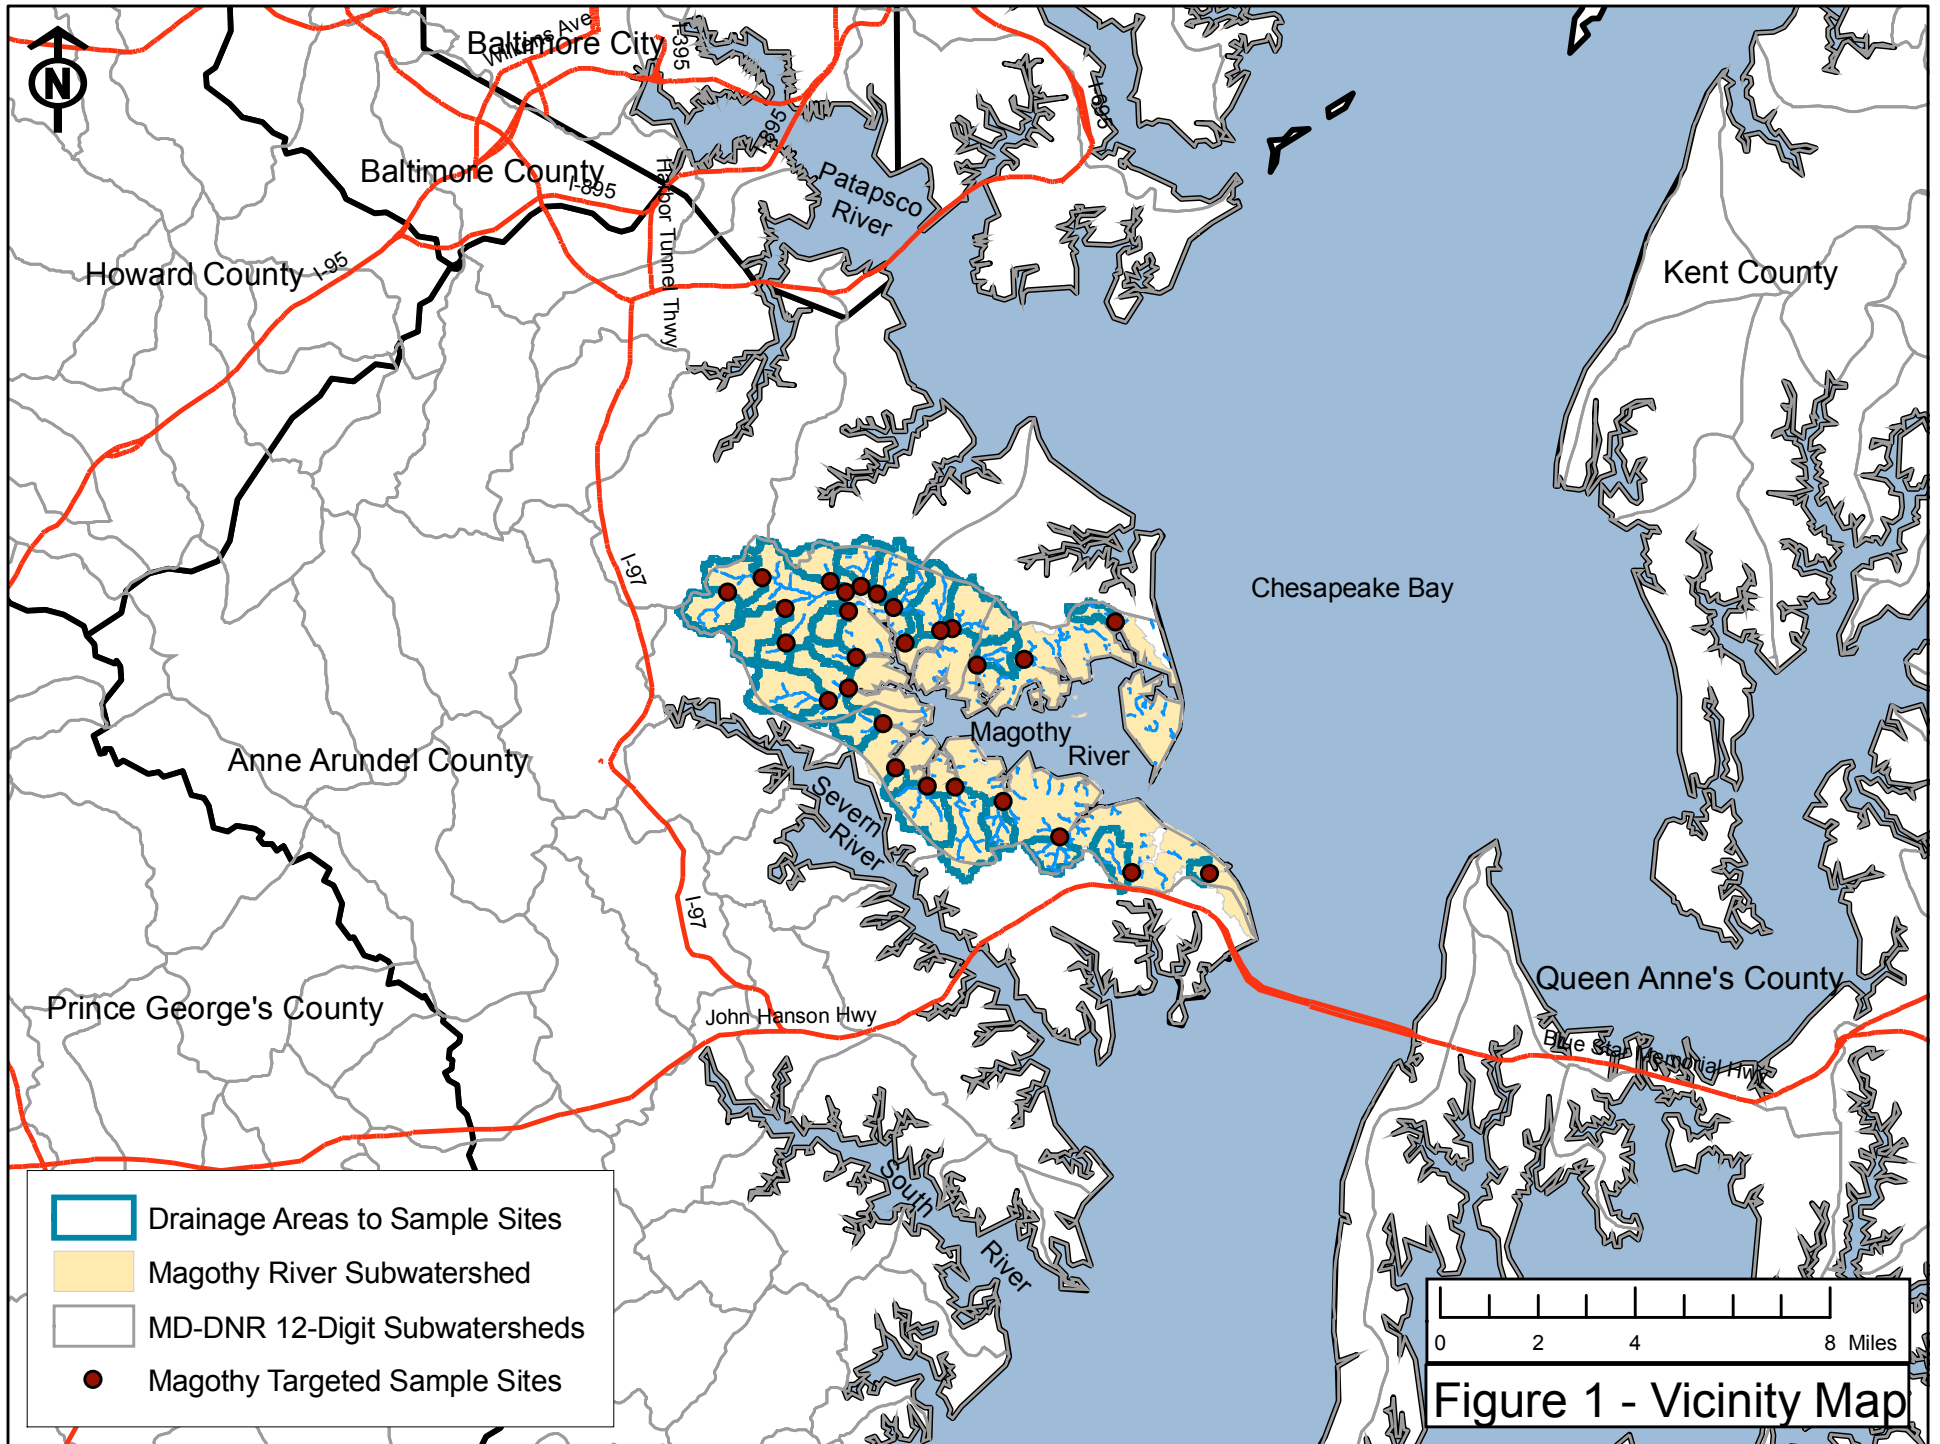 N
Baltimore City
Wilkens Ave
I-395
I-695
I-895
Baltimore County
I-895
Harbor Tunnel Thwy
Patapsco
River
Howard County
I-95
Kent County
I-97
Chesapeake Bay
Magothy
River
Anne Arundel County
Severn
River
I-97
Queen Anne's County
Prince George's County
John Hanson Hwy
Blue Star Memorial Hwy
South
River
Drainage Areas to Sample Sites
Magothy River Subwatershed
MD-DNR 12-Digit Subwatersheds
Magothy Targeted Sample Sites
0 2 4 8 Miles
Figure 1 - Vicinity Map